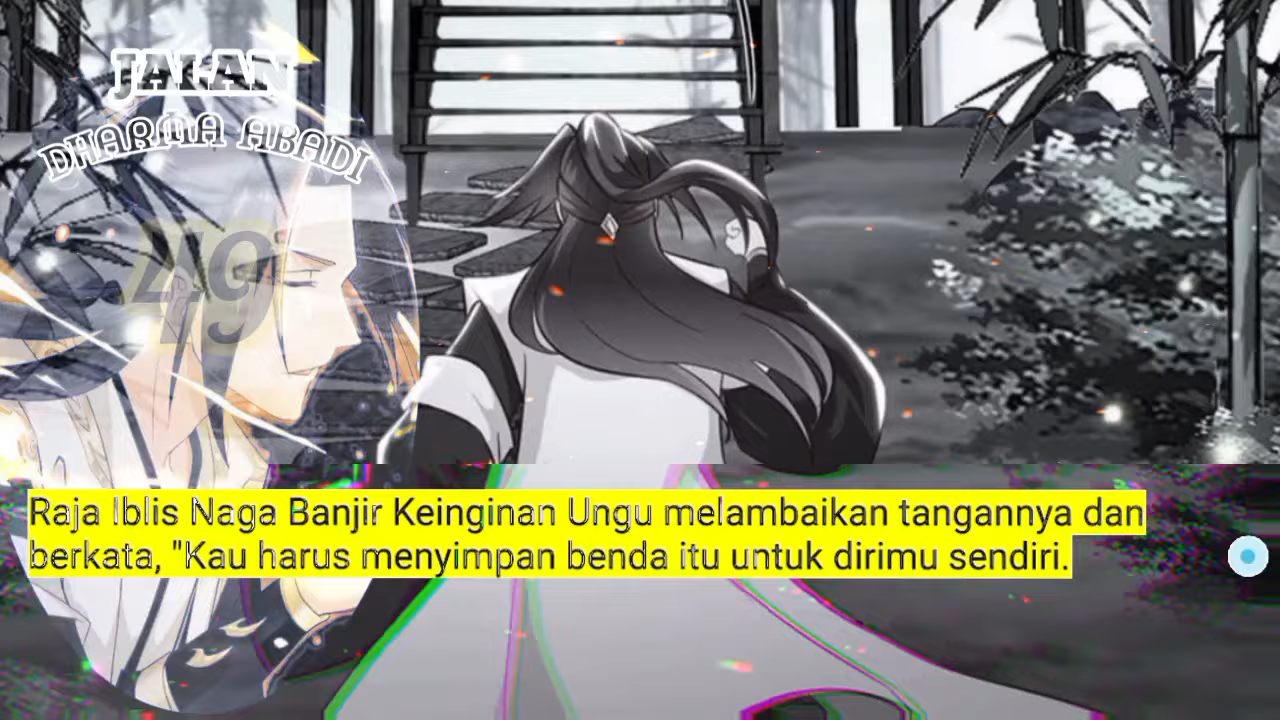 JALAN
DHARMA ABADI
49
Raja Iblis Naga Banjir Keinginan Ungu melambaikan tangannya dan
berkata, "Kau harus menyimpan benda itu untuk dirimu sendiri.